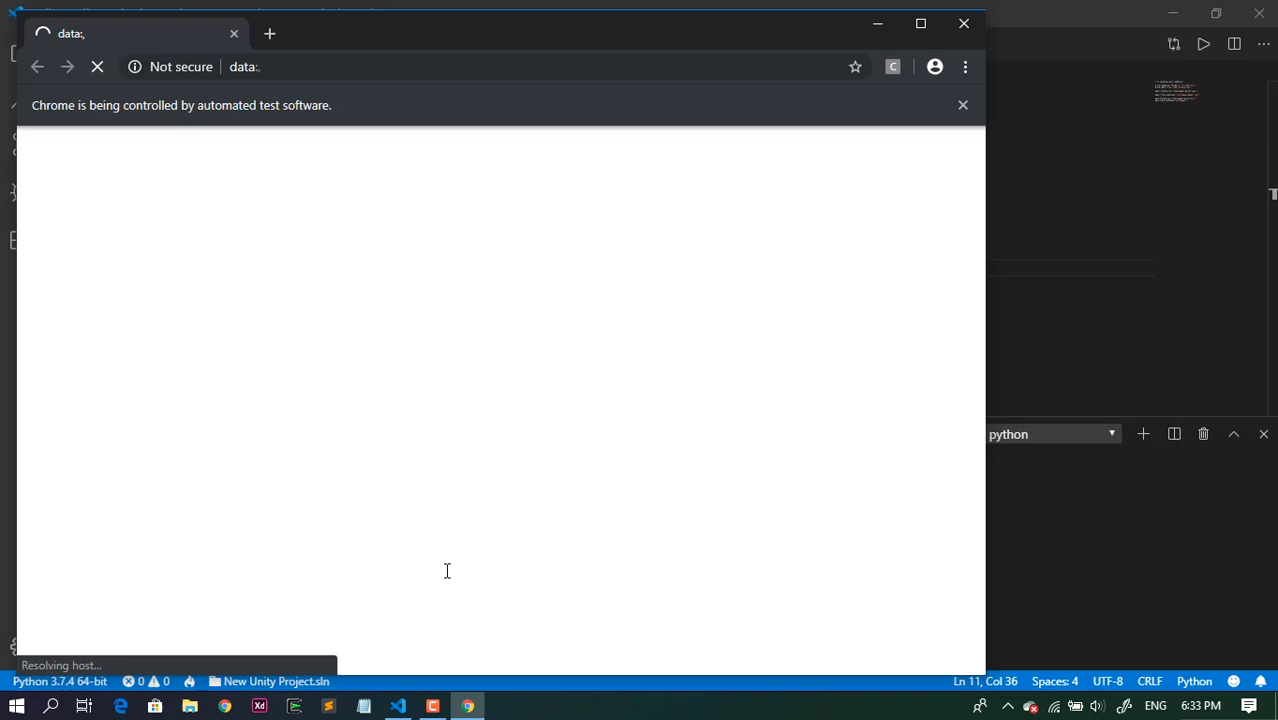 data:,
Not secure
data:,
C
Chrome is being controlled by automated test software.
python
Resolving host...
Python 3.7.4 64-bit
0
0
New Unity Project.sln
Ln 11, Col 36
Spaces: 4
UTF-8
CRLF
Python
Xd
C
ENG
6:33 PM